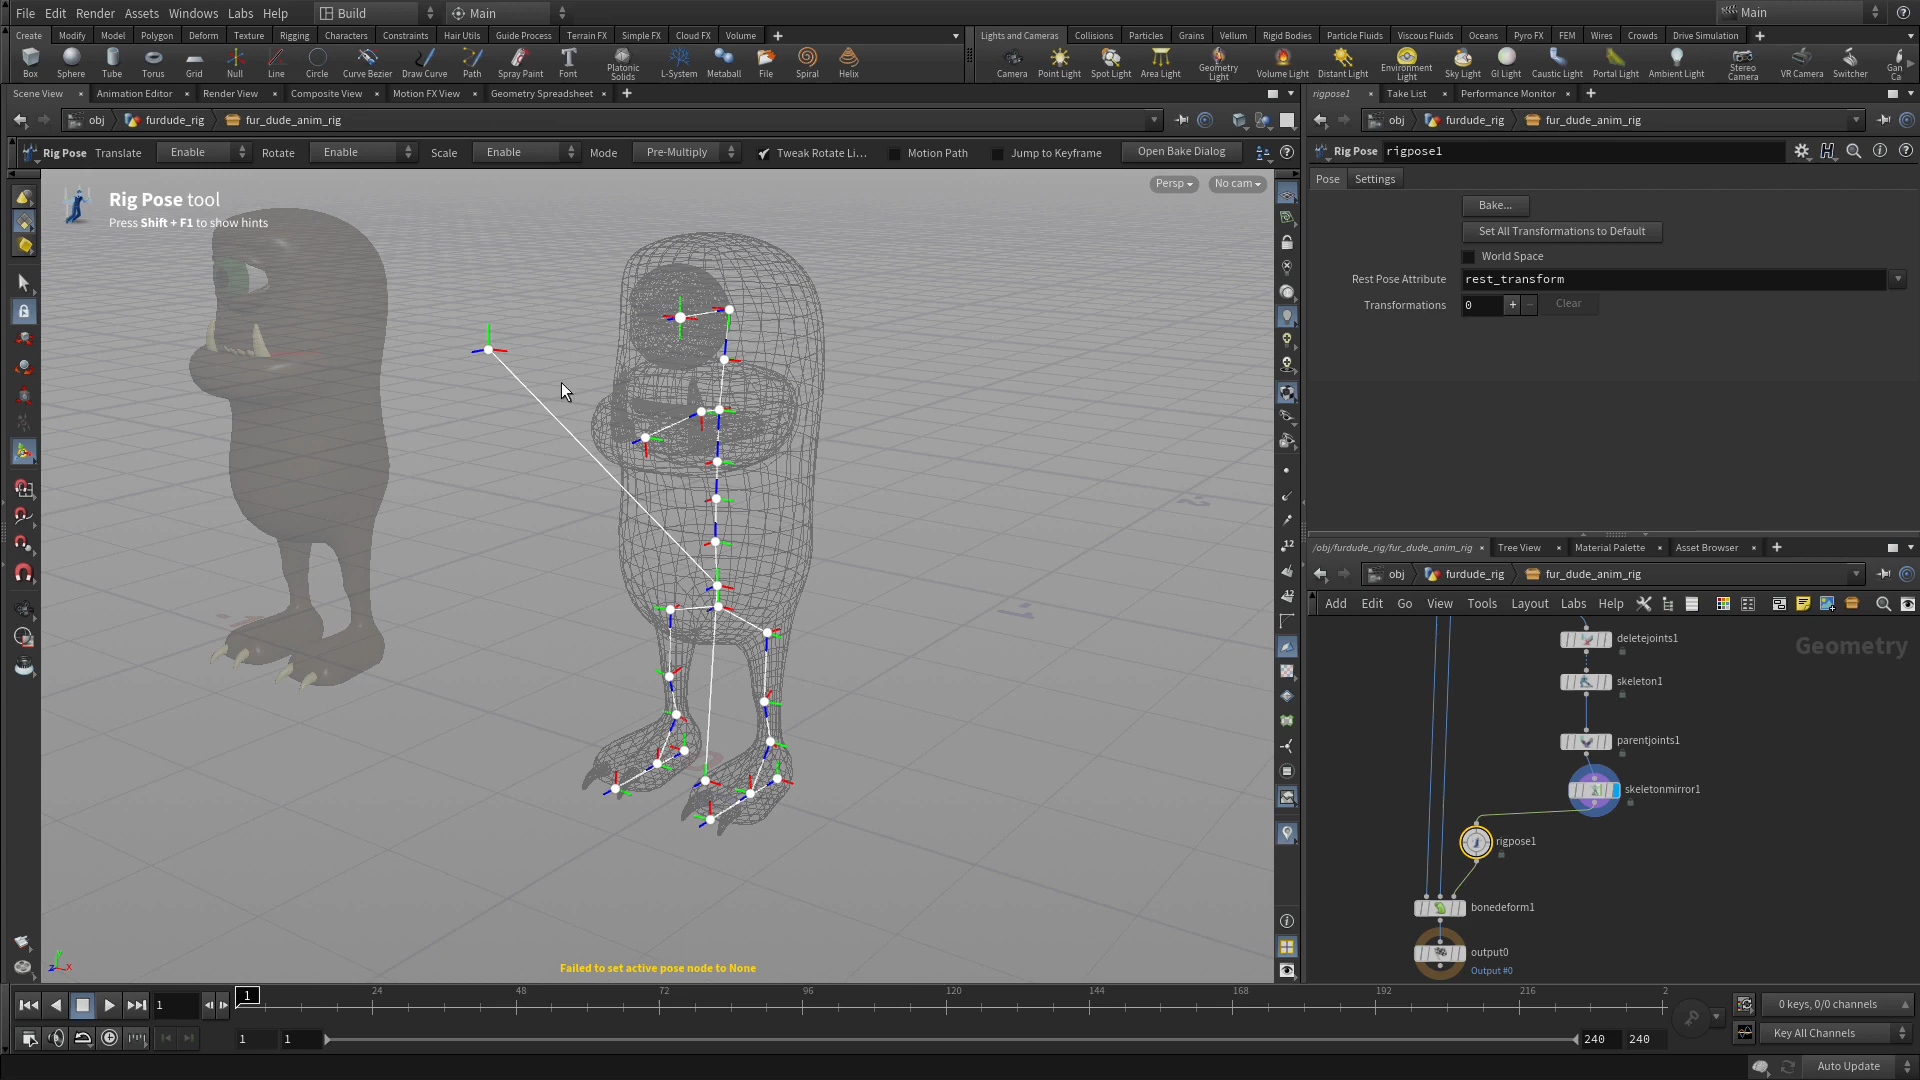 File Edit Render Assets Windows Labs Help Build Main Main
Create Modify Model Polygon Deform Texture Rigging Characters Constraints Hair Utils Guide Process Terrain FX Simple FX Cloud FX Volume
Lights and Cameras Collisions Particles Grains Vellum Rigid Bodies Particle Fluids Viscous Fluids Oceans Pyro FX FEM Wires Crowds Drive Simulation
Box Sphere Tube Torus Grid Null Line Circle Curve Bezier Draw Curve Path Spray Paint Font Platonic Solids L-System Metaball File Spiral Helix
Camera Point Light Spot Light Area Light Geometry Light Volume Light Distant Light Environment Light Sky Light GI Light Caustic Light Portal Light Ambient Light Stereo Camera VR Camera Switcher Gan Ca
Scene View Animation Editor Render View Composite View Motion FX View Geometry Spreadsheet
rigpose1 Take List Performance Monitor
obj furdude_rig fur_dude_anim_rig
obj furdude_rig fur_dude_anim_rig
Rig Pose Translate Enable Rotate Enable Scale Enable Mode Pre-Multiply Tweak Rotate Li... Motion Path Jump to Keyframe Open Bake Dialog
Rig Pose rigpose1
Pose Settings
Persp No cam
Rig Pose tool
Press Shift + F1 to show hints
Bake...
Set All Transformations to Default
World Space
Rest Pose Attribute rest_transform
Transformations 0 Clear
/obj/furdude_rig/fur_dude_anim_rig Tree View Material Palette Asset Browser
obj furdude_rig fur_dude_anim_rig
Add Edit Go View Tools Layout Labs Help
Geometry
deletejoints1
skeleton1
parentjoints1
skeletonmirror1
rigpose1
bonedeform1
output0
Output #0
12
12
Failed to set active pose node to None
1 1 24 48 72 96 120 144 168 192 216 2
0 keys, 0/0 channels
1 1 240 240
Key All Channels
Auto Update